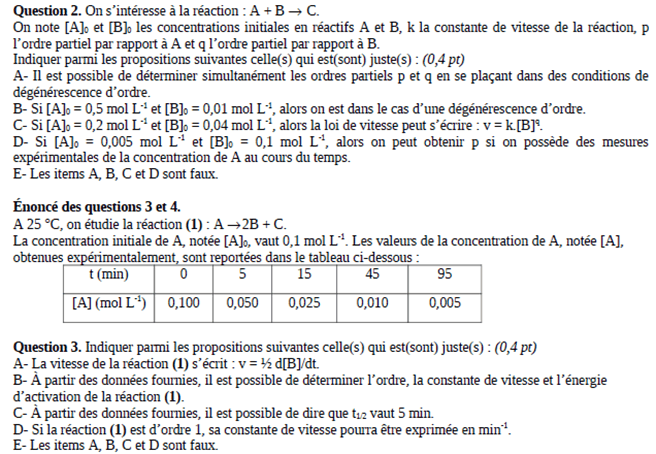 Question 2. On s'intéresse à la réaction : A + B → C.
On note [A]₀ et [B]₀ les concentrations initiales en réactifs A et B, k la constante de vitesse de la réaction, p
l'ordre partiel par rapport à A et q l'ordre partiel par rapport à B.
Indiquer parmi les propositions suivantes celle(s) qui est(sont) juste(s) : (0,4 pt)
A- Il est possible de déterminer simultanément les ordres partiels p et q en se plaçant dans des conditions de
dégénérescence d'ordre.
B- Si [A]₀ = 0,5 mol L⁻¹ et [B]₀ = 0,01 mol L⁻¹, alors on est dans le cas d'une dégénérescence d'ordre.
C- Si [A]₀ = 0,2 mol L⁻¹ et [B]₀ = 0,04 mol L⁻¹, alors la loi de vitesse peut s'écrire : v = k.[B]ᑫ.
D- Si [A]₀ = 0,005 mol L⁻¹ et [B]₀ = 0,1 mol L⁻¹, alors on peut obtenir p si on possède des mesures
expérimentales de la concentration de A au cours du temps.
E- Les items A, B, C et D sont faux.
Énoncé des questions 3 et 4.
A 25 °C, on étudie la réaction (1) : A →2B + C.
La concentration initiale de A, notée [A]₀, vaut 0,1 mol L⁻¹. Les valeurs de la concentration de A, notée [A],
obtenues expérimentalement, sont reportées dans le tableau ci-dessous :
t (min) 0 5 15 45 95
[A] (mol L⁻¹) 0,100 0,050 0,025 0,010 0,005
Question 3. Indiquer parmi les propositions suivantes celle(s) qui est(sont) juste(s) : (0,4 pt)
A- La vitesse de la réaction (1) s'écrit : v = ½ d[B]/dt.
B- À partir des données fournies, il est possible de déterminer l'ordre, la constante de vitesse et l'énergie
d'activation de la réaction (1).
C- À partir des données fournies, il est possible de dire que t₁/₂ vaut 5 min.
D- Si la réaction (1) est d'ordre 1, sa constante de vitesse pourra être exprimée en min⁻¹.
E- Les items A, B, C et D sont faux.